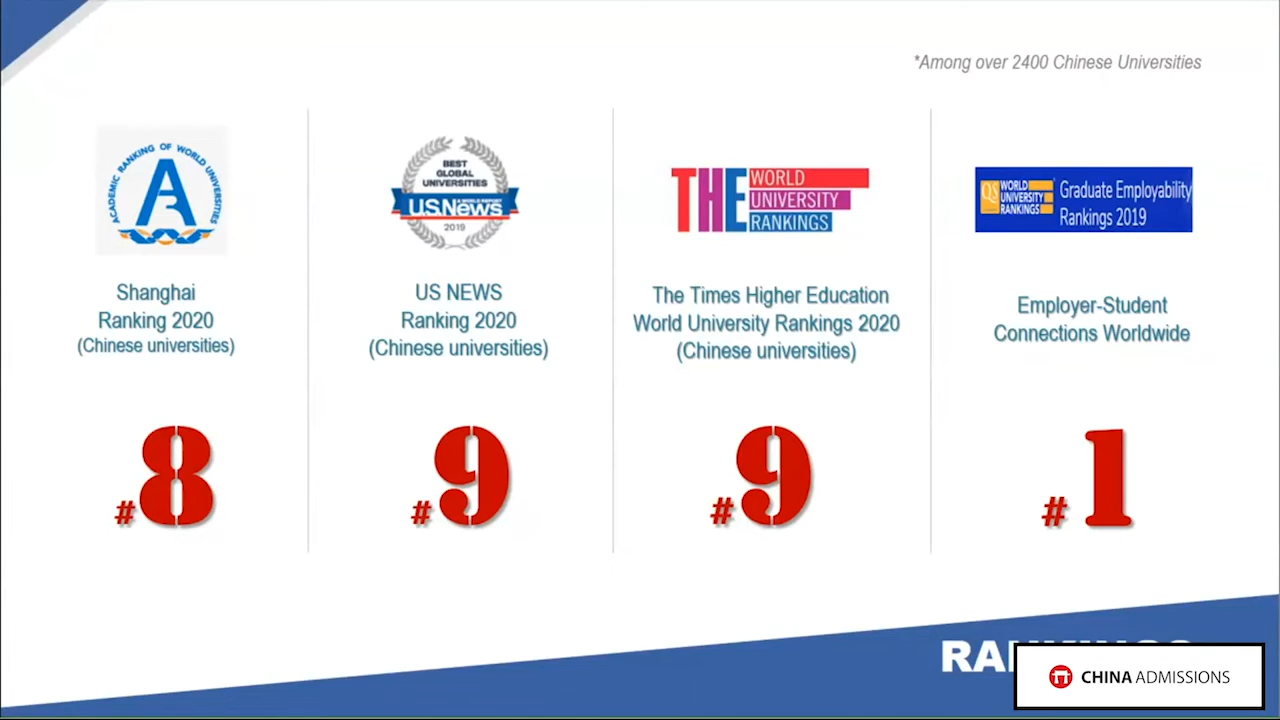 *Among over 2400 Chinese Universities
ACADEMIC RANKING OF WORLD UNIVERSITIES
BEST
GLOBAL
UNIVERSITIES
U.S.News
2019
THE WORLD
UNIVERSITY
RANKINGS
QS WORLD
UNIVERSITY
RANKINGS
Graduate Employability
Rankings 2019
Shanghai
Ranking 2020
(Chinese universities)
US NEWS
Ranking 2020
(Chinese universities)
The Times Higher Education
World University Rankings 2020
(Chinese universities)
Employer-Student
Connections Worldwide
#8
#9
#9
#1
CHINA ADMISSIONS